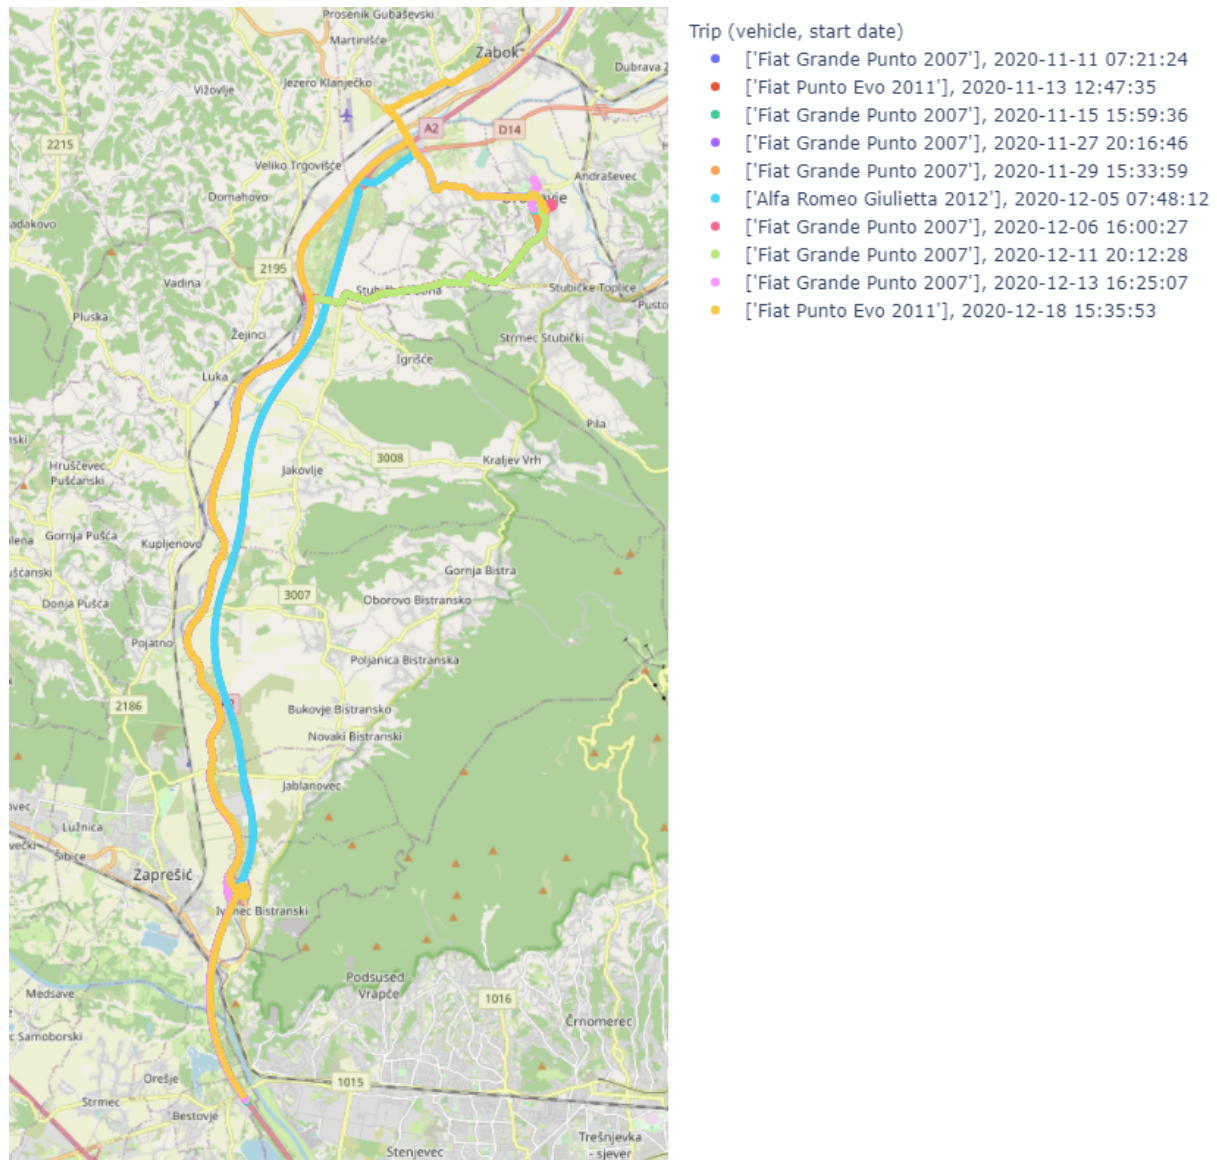 Prosenik Gubaševski
Martinišće
Zabok
Jezero Klanječko
Dubrava Z
Vižovlje
A2
D14
2215
Veliko Trgovišće
Andraševec
Domahovo
adakovo
2195
Vadina
Stubičke Toplice
Pusto
Pluska
Žejinci
Strmec Stubički
Igrišće
Luka
Pila
nski
3008
Kraljev Vrh
Hruščevec
Pušćanski
Jakovlje
Gornja Pušća
Kupljenovo
lena
Gornja Bistra
ušćanski
3007
Oborovo Bistransko
Donja Pušća
Pojatno
Poljanica Bistranska
2186
Bukovje Bistransko
Novaki Bistranski
Jablanovec
ovec
Lužnica
večki
Šibice
Zaprešić
Bistranski
Podsused -
Vrapče
Medsave
1016
Črnomerec
c Samoborski
Orešje
1015
Strmec
Bestovje
Trešnjevka
- sjever
Stenjevec
Trip (vehicle, start date)
['Fiat Grande Punto 2007'], 2020-11-11 07:21:24
['Fiat Punto Evo 2011'], 2020-11-13 12:47:35
['Fiat Grande Punto 2007'], 2020-11-15 15:59:36
['Fiat Grande Punto 2007'], 2020-11-27 20:16:46
['Fiat Grande Punto 2007'], 2020-11-29 15:33:59
['Alfa Romeo Giulietta 2012'], 2020-12-05 07:48:12
['Fiat Grande Punto 2007'], 2020-12-06 16:00:27
['Fiat Grande Punto 2007'], 2020-12-11 20:12:28
['Fiat Grande Punto 2007'], 2020-12-13 16:25:07
['Fiat Punto Evo 2011'], 2020-12-18 15:35:53